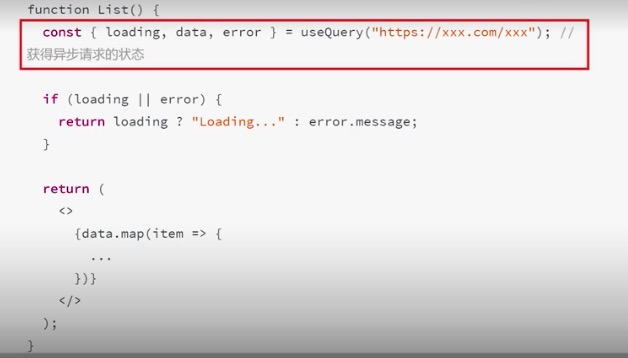 function List() {
const { loading, data, error } = useQuery("https://xxx.com/xxx"); //
获得异步请求的状态
if (loading || error) {
return loading ? "Loading..." : error.message;
}
return (
<>
{data.map(item => {
...
})}
</>
);
}